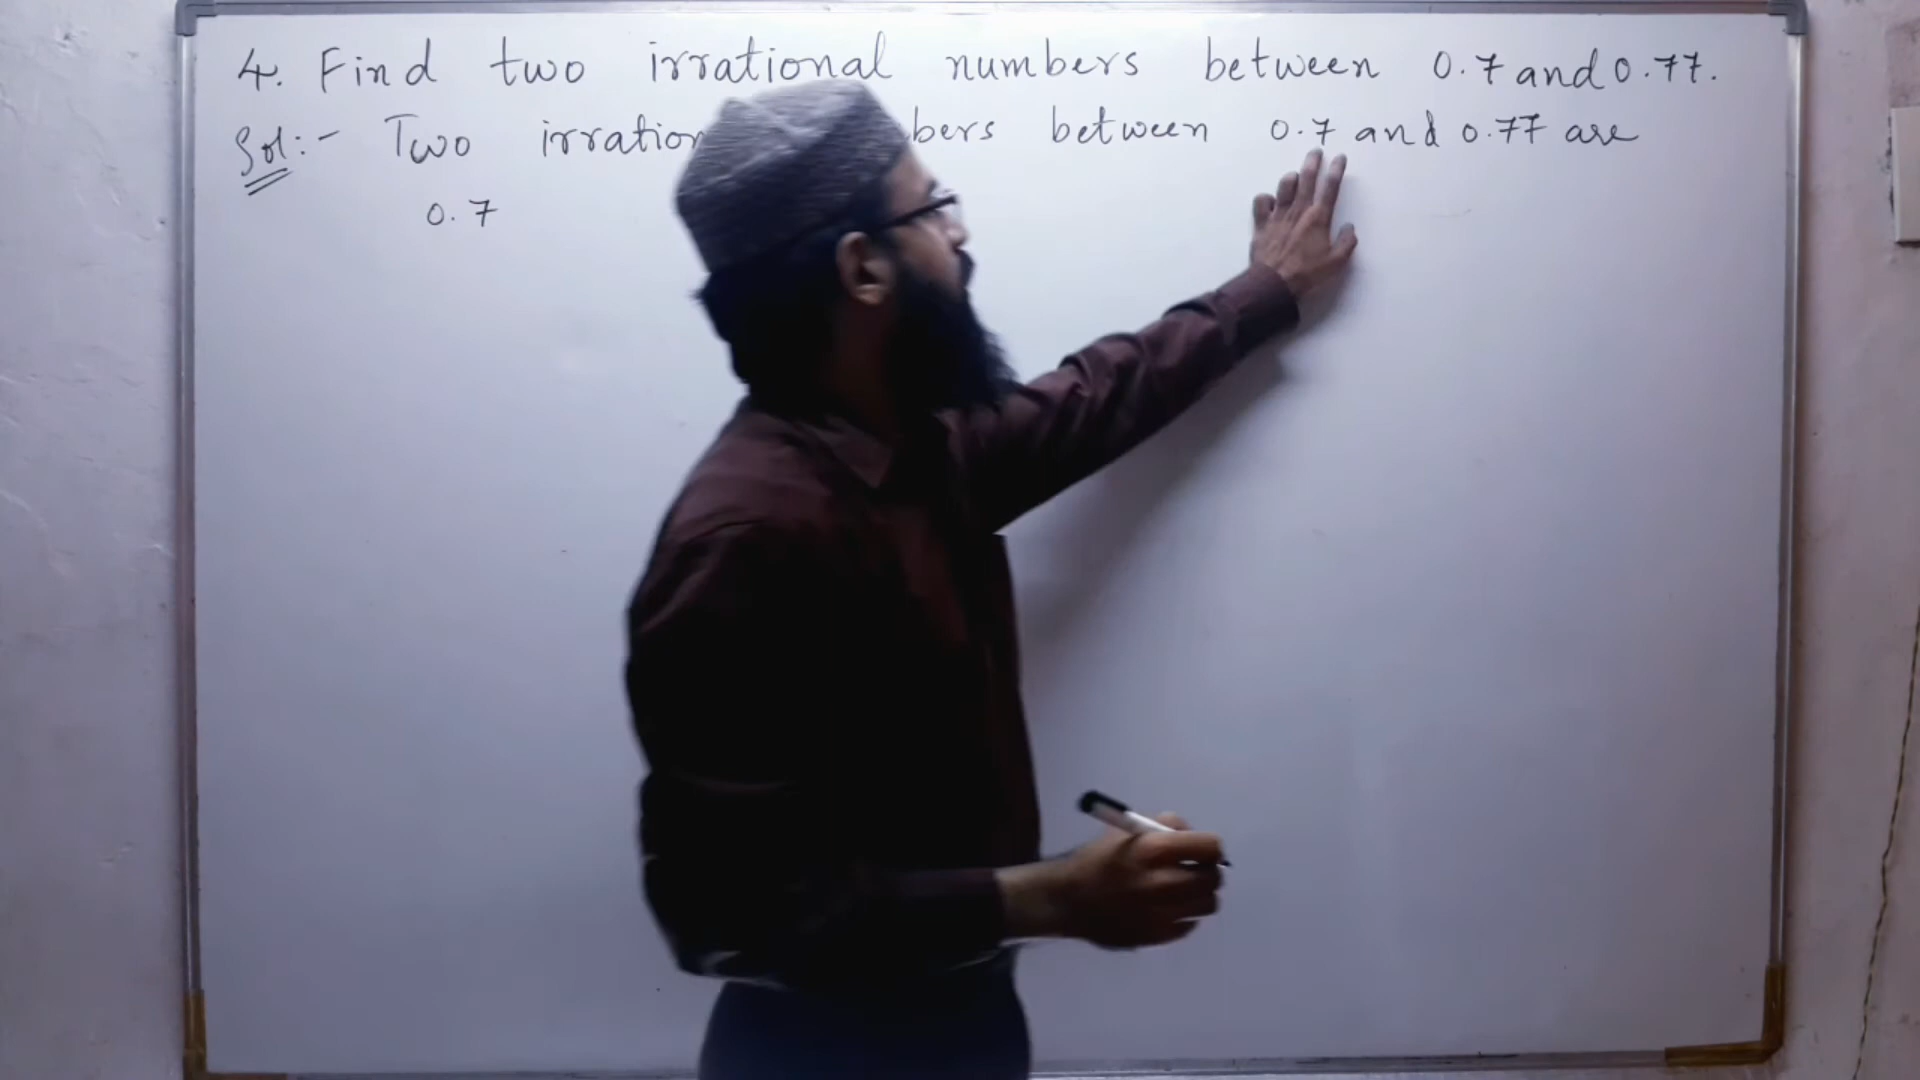 4. Find two irrational numbers between 0.7 and 0.77.
Sol:- Two between 0.7 and 0.77 are
0.7